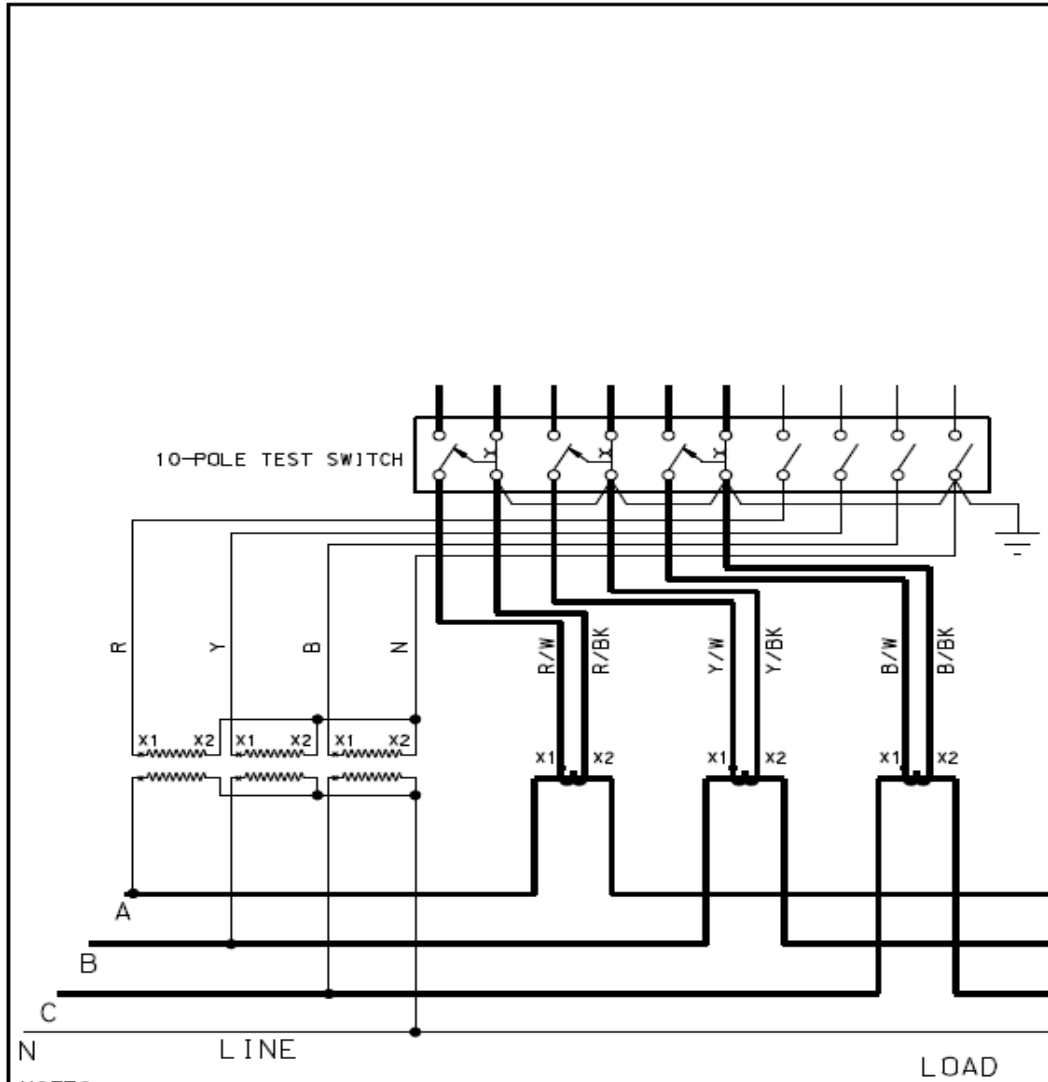 10-POLE TEST SWITCH
R
Y
B
N
R/W
R/BK
Y/W
Y/BK
B/W
B/BK
X1
X2
X1
X2
X1
X2
X1
X2
X1
X2
X1
X2
A
B
C
N
LINE
LOAD